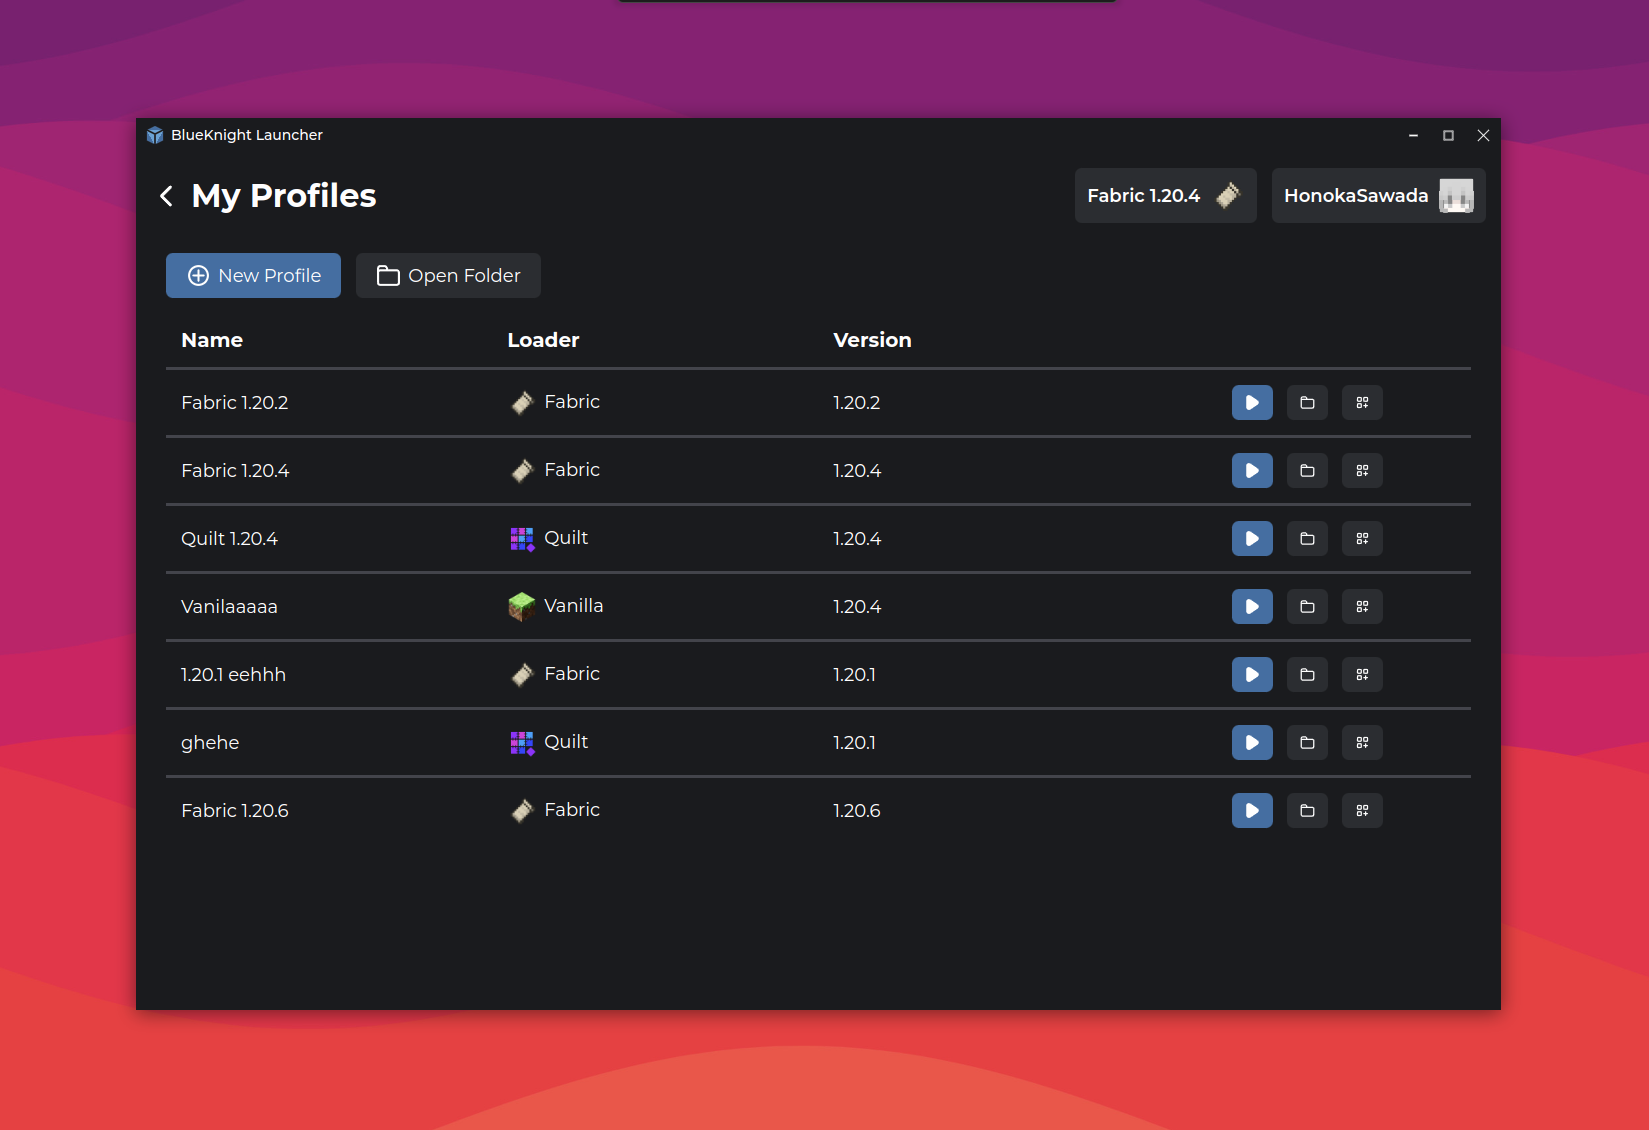 BlueKnight Launcher
My Profiles
Fabric 1.20.4
HonokaSawada
New Profile
Open Folder
Name Loader Version
Fabric 1.20.2 Fabric 1.20.2
Fabric 1.20.4 Fabric 1.20.4
Quilt 1.20.4 Quilt 1.20.4
Vanilaaaaa Vanilla 1.20.4
1.20.1 eehhh Fabric 1.20.1
ghehe Quilt 1.20.1
Fabric 1.20.6 Fabric 1.20.6